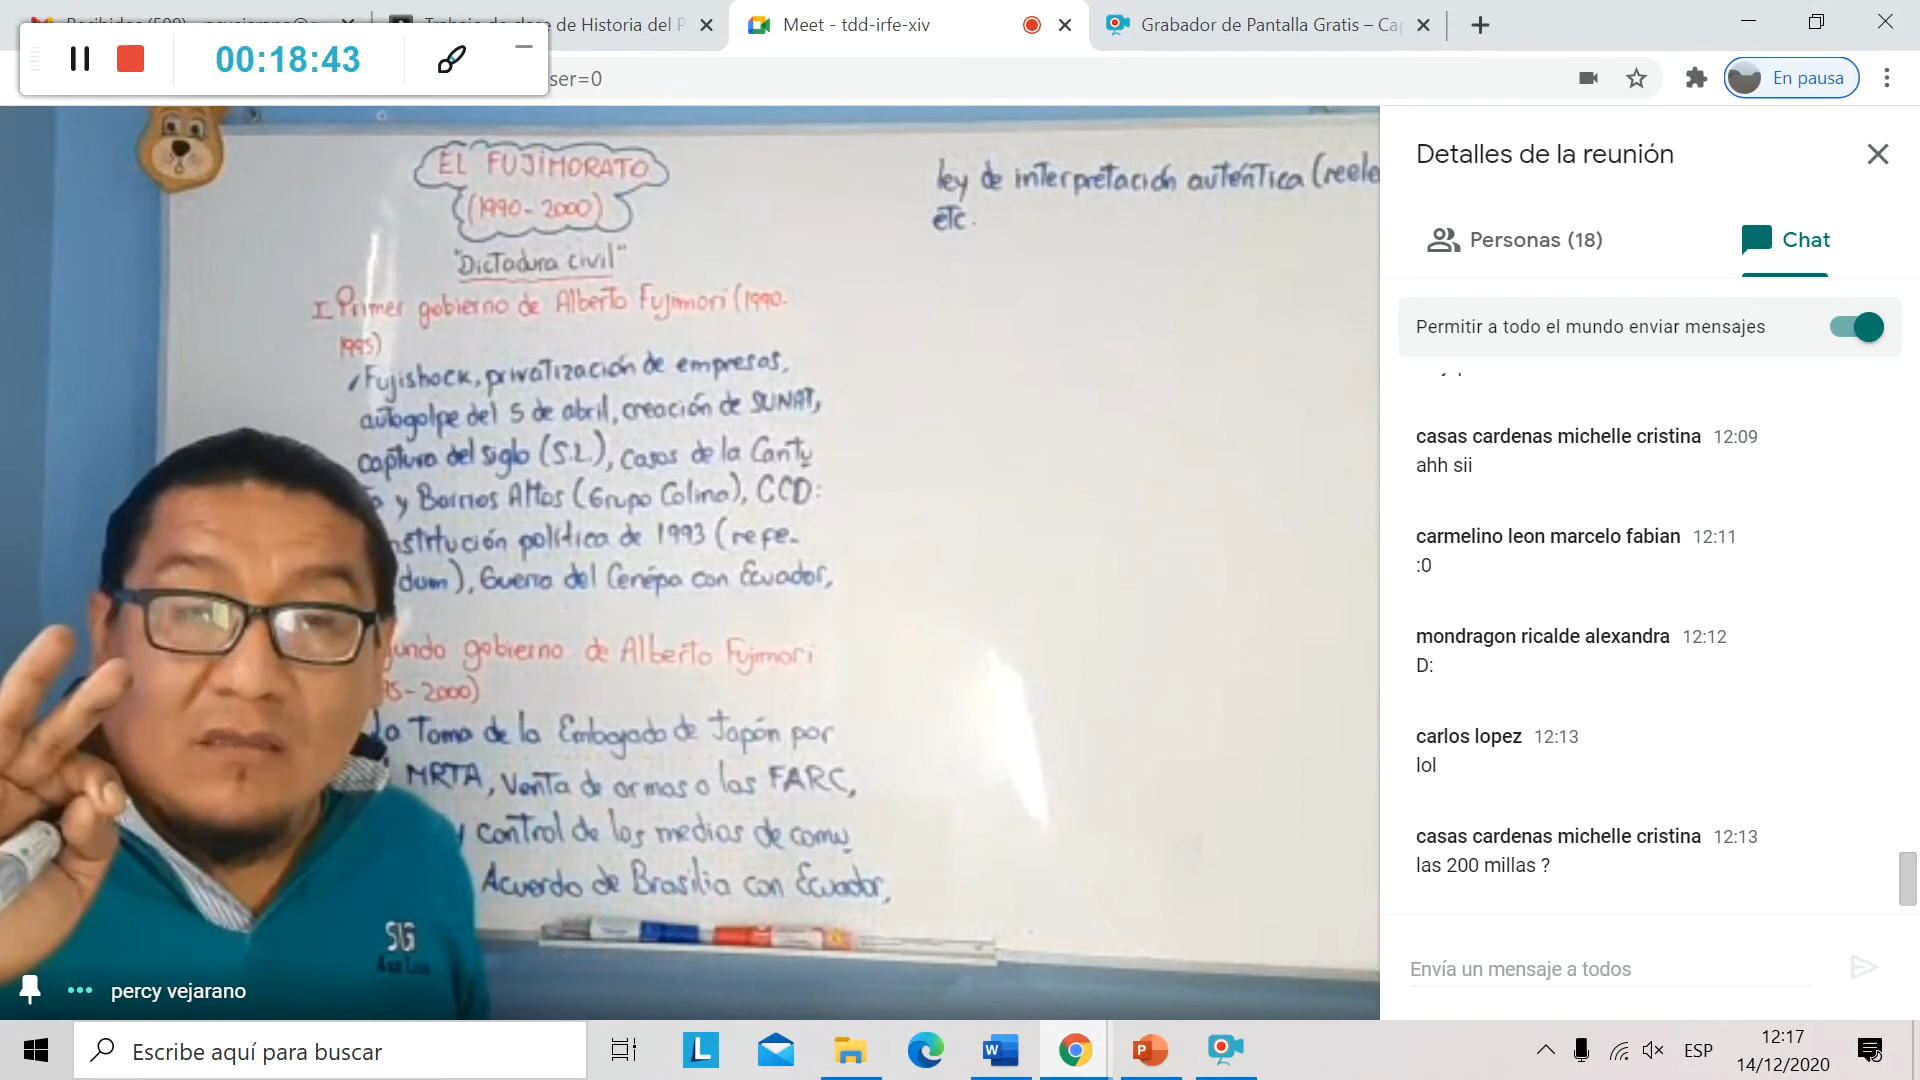 Meet - tdd-irfe-xiv
Grabador de Pantalla Gratis – Ca
de Historia del P
00:18:43
ser=0
En pausa
EL FUJIMORATO
(1990-2000)
"Dictadura civil"
I Primer gobierno de Alberto Fujimori (1990-
1995)
Fujishock, privatización de empresas,
autogolpe del 5 de abril, creación de SUNAT,
captura del siglo (S.L.), Casos de la Cantu
y Barrios Altos (Grupo Colina), CCD:
nstitución política de 1993 (refe-
dum), Guerra del Cenépa con Ecuador,
undo gobierno de Alberto Fujimori
95-2000)
la Toma de la Embajada de Japón por
MRTA, Venta de armas a las FARC,
y control de los medios de comu
Acuerdo de Brasilia con Ecuador,
ley de interpretación auténtica (reele
etc.
SIG
percy vejarano
Detalles de la reunión
Personas (18)
Chat
Permitir a todo el mundo enviar mensajes
casas cardenas michelle cristina 12:09
ahh sii
carmelino leon marcelo fabian 12:11
:0
mondragon ricalde alexandra 12:12
D:
carlos lopez 12:13
lol
casas cardenas michelle cristina 12:13
las 200 millas ?
Envía un mensaje a todos
Escribe aquí para buscar
ESP
12:17
14/12/2020